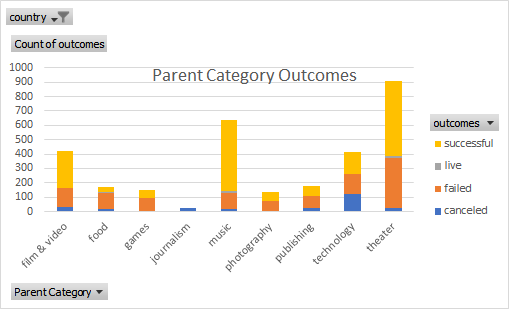 country
Count of outcomes
Parent Category Outcomes
1000
900
800
700
600
500
400
300
200
100
0
film & video
food
games
journalism
music
photography
publishing
technology
theater
outcomes
successful
live
failed
canceled
Parent Category